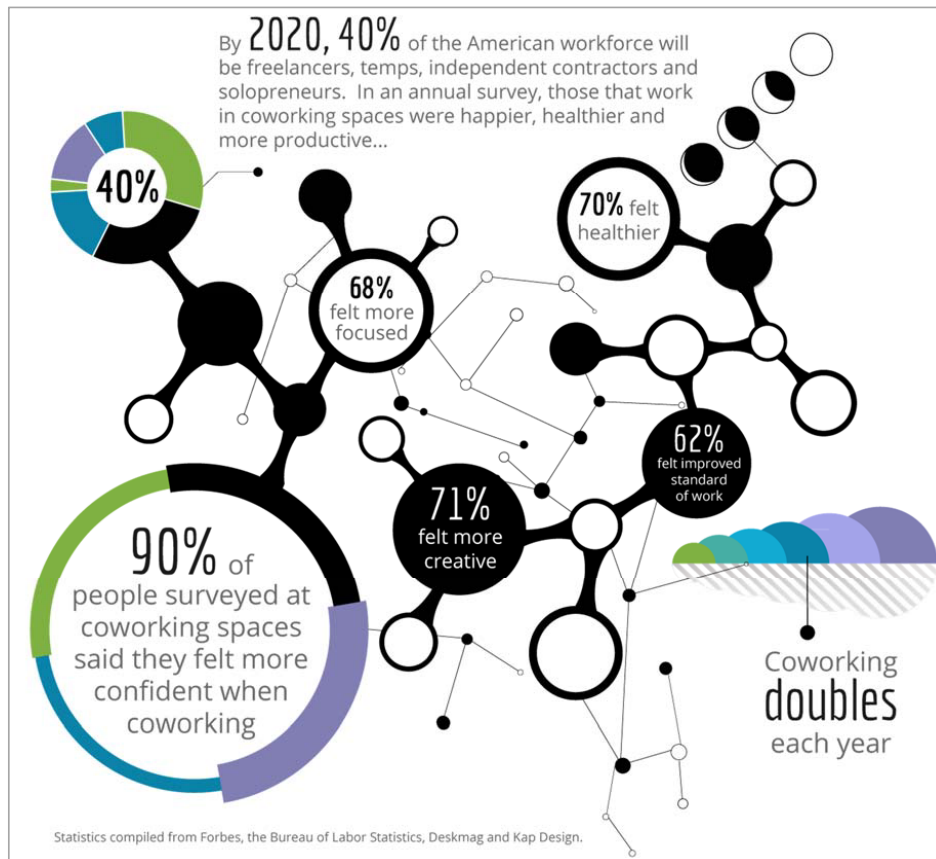 By 2020, 40% of the American workforce will
be freelancers, temps, independent contractors and
solopreneurs.  In an annual survey, those that work
in coworking spaces were happier, healthier and
more productive...
40%
70% felt
healthier
68%
felt more
focused
62%
felt improved
standard
of work
71%
felt more
creative
90% of
people surveyed at
coworking spaces
said they felt more
confident when
coworking
Coworking
doubles
each year
Statistics compiled from Forbes, the Bureau of Labor Statistics, Deskmag and Kap Design.